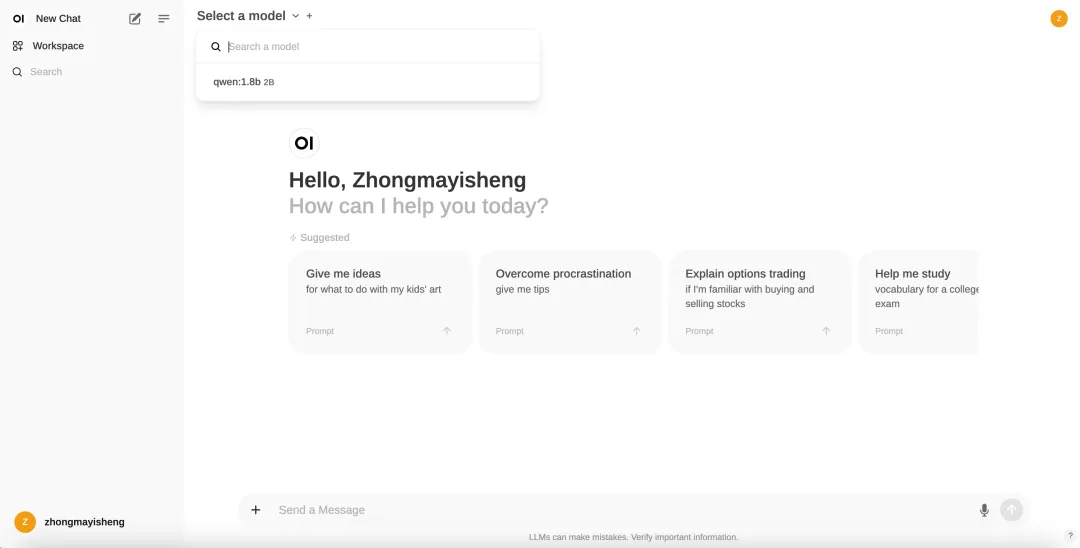 OI New Chat
Workspace
Search
Select a model
Search a model
qwen:1.8b 2B
Z
OI
Hello, Zhongmayisheng
How can I help you today?
Suggested
Give me ideas
for what to do with my kids' art
Prompt
Overcome procrastination
give me tips
Prompt
Explain options trading
if I'm familiar with buying and
selling stocks
Prompt
Help me study
vocabulary for a college
exam
Prompt
Z zhongmayisheng
Send a Message
LLMs can make mistakes. Verify important information.
?